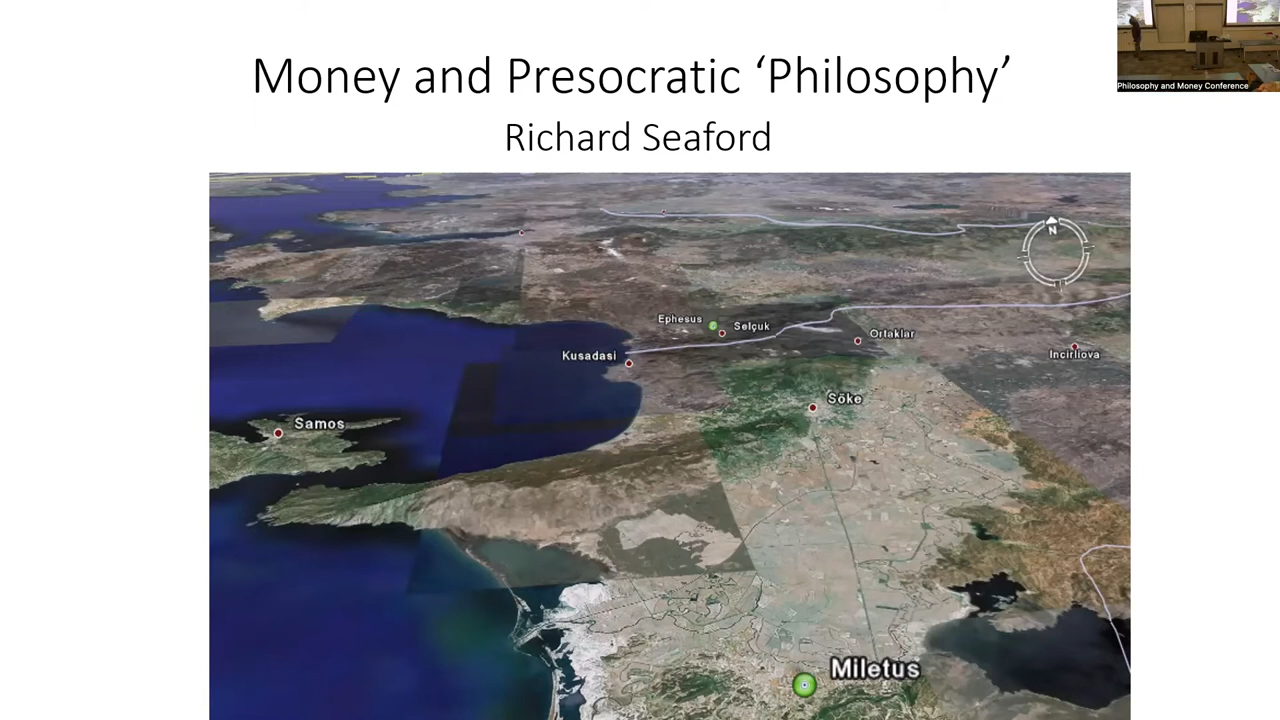 Money and Presocratic ‘Philosophy’
Richard Seaford
Philosophy and Money Conference
N
Ephesus
Selçuk
Ortaklar
Kusadasi
Incirliova
Söke
Samos
Miletus